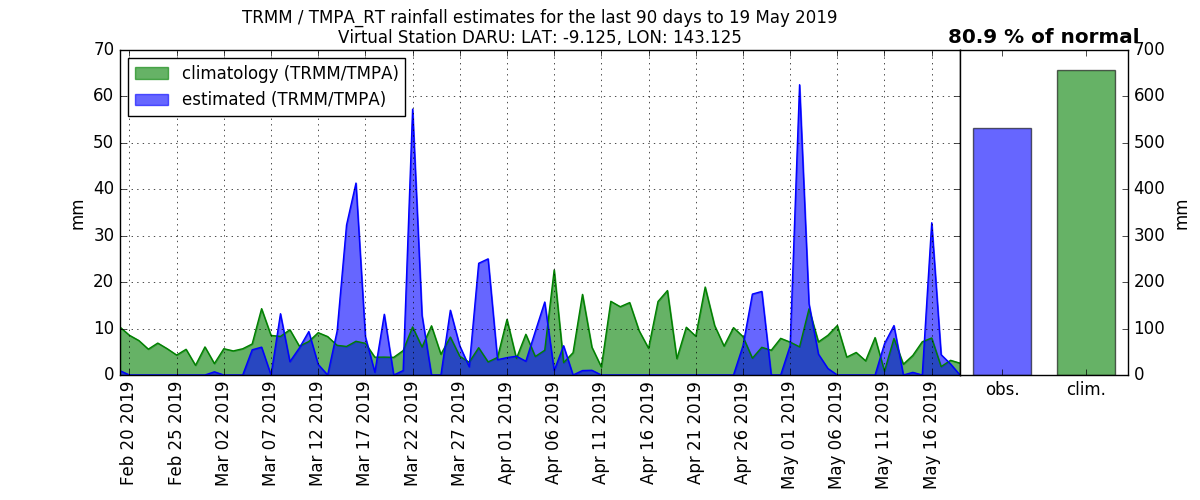 TRMM / TMPA_RT rainfall estimates for the last 90 days to 19 May 2019
Virtual Station DARU: LAT: -9.125, LON: 143.125
80.9 % of normal
climatology (TRMM/TMPA)
estimated (TRMM/TMPA)
70
60
50
40
30
20
10
0
mm
700
600
500
400
300
200
100
0
mm
Feb 20 2019
Feb 25 2019
Mar 02 2019
Mar 07 2019
Mar 12 2019
Mar 17 2019
Mar 22 2019
Mar 27 2019
Apr 01 2019
Apr 06 2019
Apr 11 2019
Apr 16 2019
Apr 21 2019
Apr 26 2019
May 01 2019
May 06 2019
May 11 2019
May 16 2019
obs.
clim.